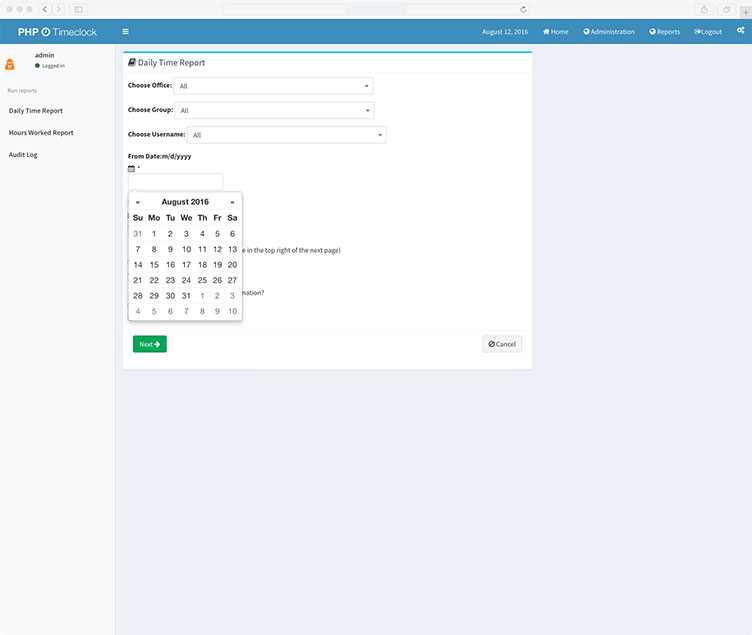 PHP Timeclock
August 12, 2016 Home Administration Reports Logout
admin
Logged in
Run reports
Daily Time Report
Hours Worked Report
Audit Log
Daily Time Report
Choose Office: All
Choose Group: All
Choose Username: All
From Date:m/d/yyyy
*
« August 2016 »
Su Mo Tu We Th Fr Sa
31 1 2 3 4 5 6
7 8 9 10 11 12 13
14 15 16 17 18 19 20
21 22 23 24 25 26 27
28 29 30 31 1 2 3
4 5 6 7 8 9 10
e in the top right of the next page)
mation?
Next
Cancel